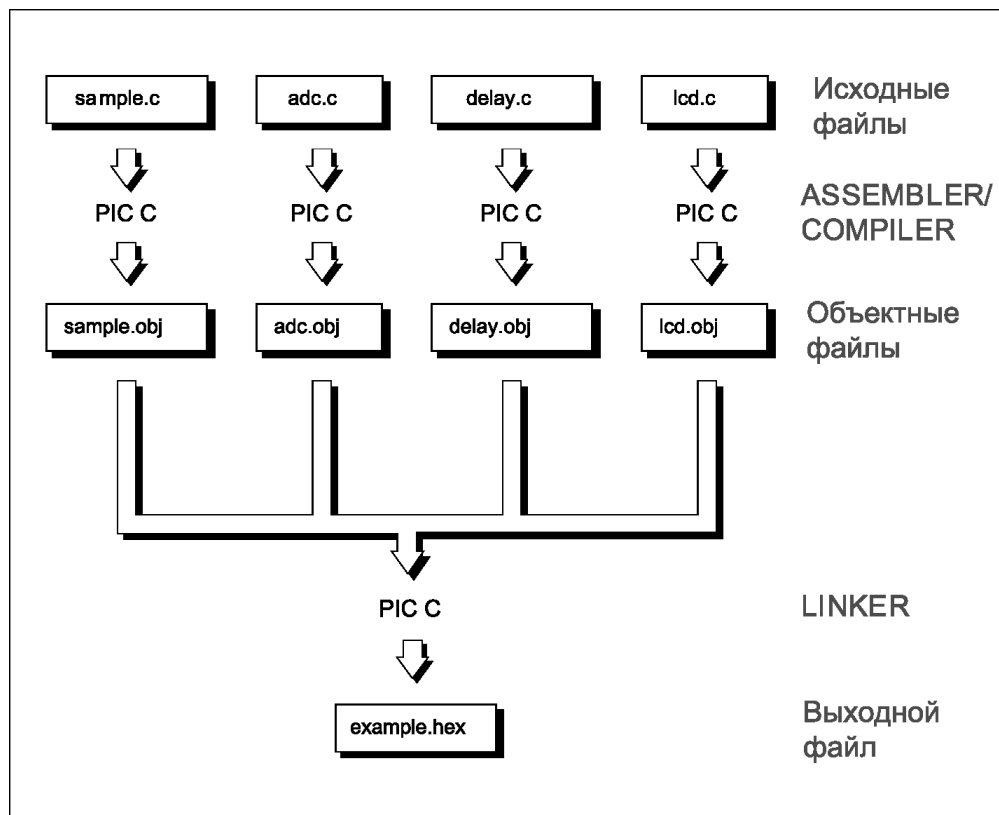 sample.c
adc.c
delay.c
lcd.c
Исходные
файлы
PIC C
PIC C
PIC C
PIC C
ASSEMBLER/
COMPILER
sample.obj
adc.obj
delay.obj
lcd.obj
Объектные
файлы
PIC C
LINKER
example.hex
Выходной
файл